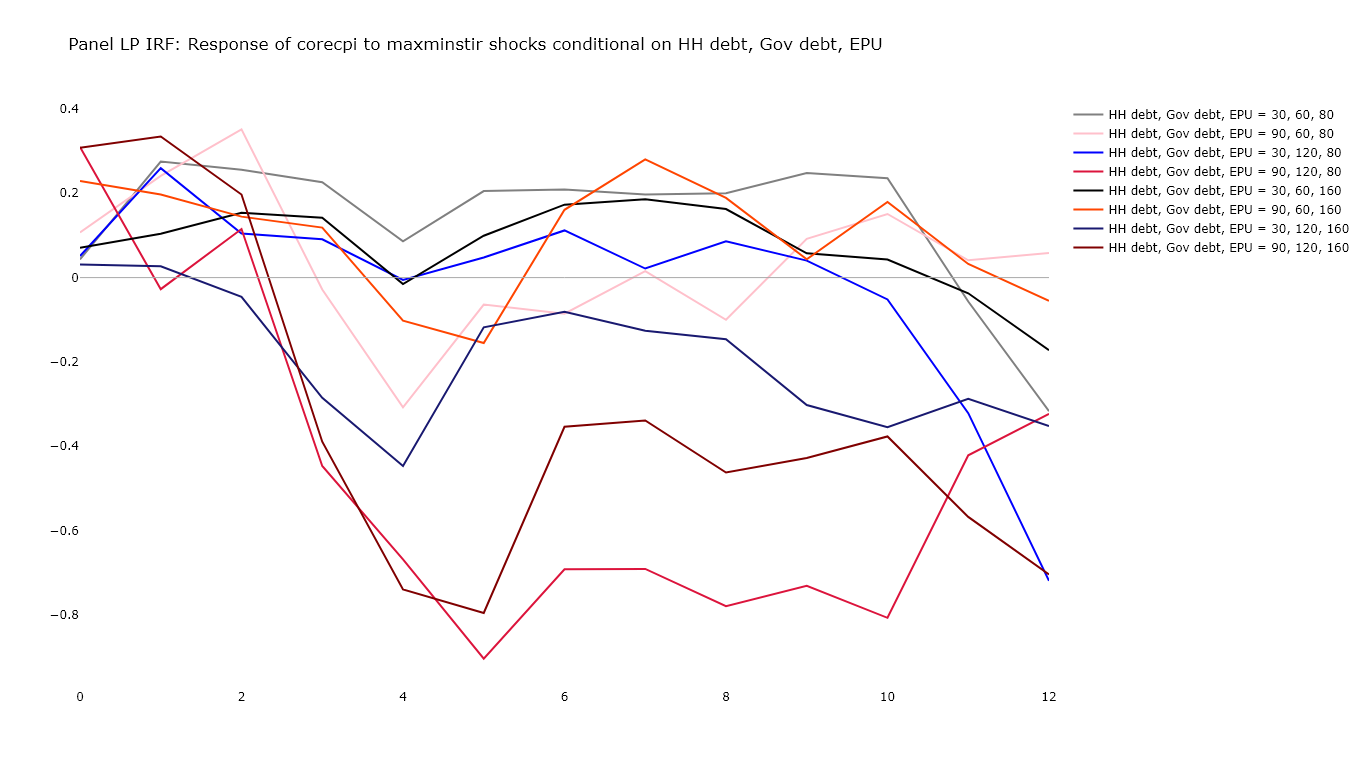 Panel LP IRF: Response of corecpi to maxminstir shocks conditional on HH debt, Gov debt, EPU
0.4
0.2
0
−0.2
−0.4
−0.6
−0.8
0 2 4 6 8 10 12
HH debt, Gov debt, EPU = 30, 60, 80
HH debt, Gov debt, EPU = 90, 60, 80
HH debt, Gov debt, EPU = 30, 120, 80
HH debt, Gov debt, EPU = 90, 120, 80
HH debt, Gov debt, EPU = 30, 60, 160
HH debt, Gov debt, EPU = 90, 60, 160
HH debt, Gov debt, EPU = 30, 120, 160
HH debt, Gov debt, EPU = 90, 120, 160